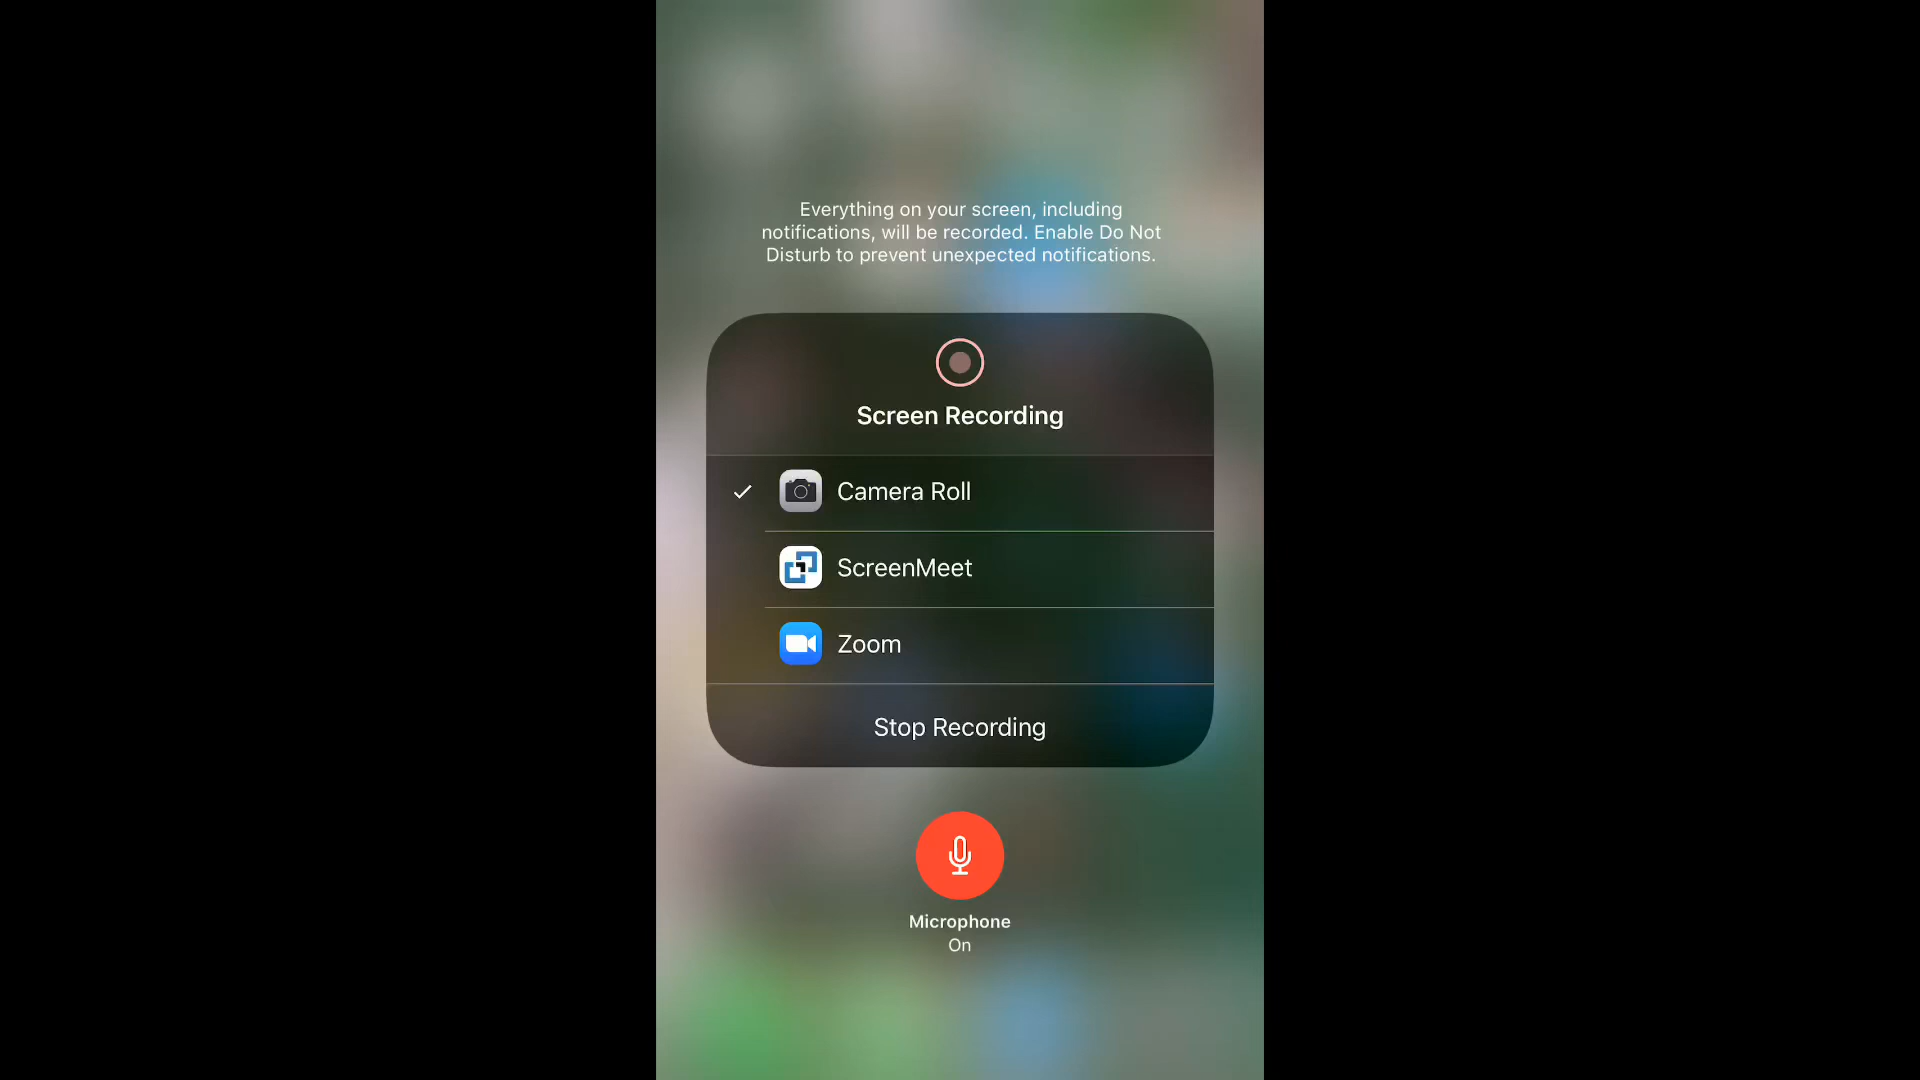 Everything on your screen, including
notifications, will be recorded. Enable Do Not
Disturb to prevent unexpected notifications.
Screen Recording
Camera Roll
ScreenMeet
Zoom
Stop Recording
Microphone
On